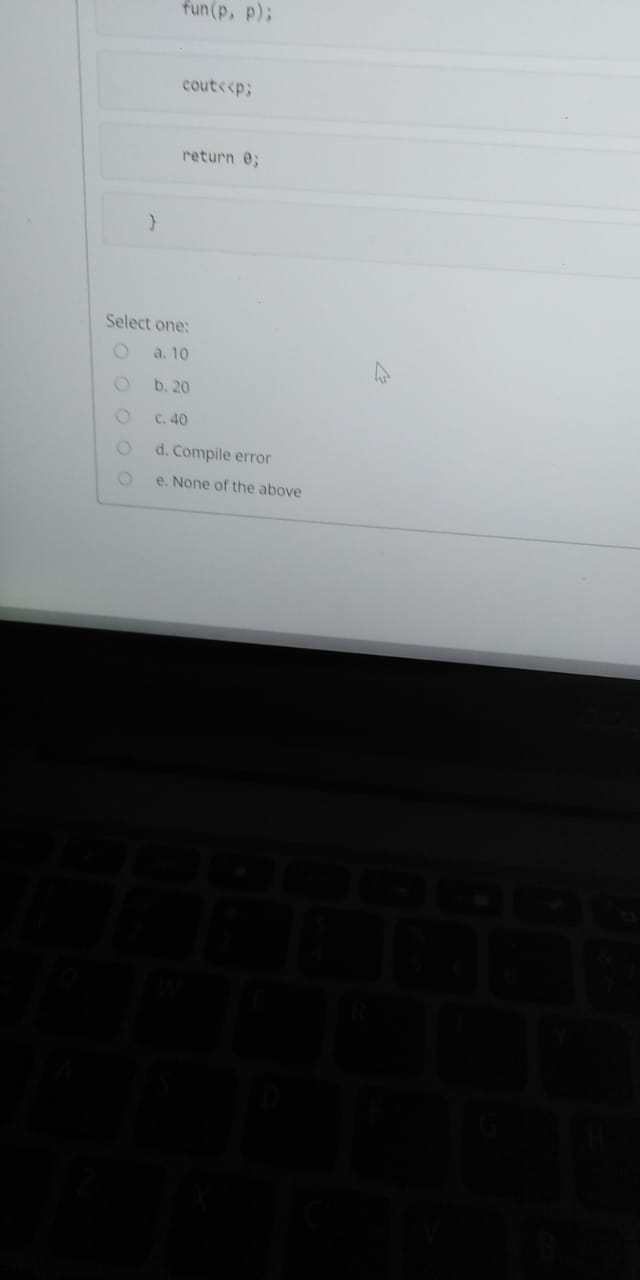 fun(p, p);
cout<<p;
return 0;
}
Select one:
a. 10
b. 20
c. 40
d. Compile error
e. None of the above
Q W E R T Y
A S D F G H
Z X C V B